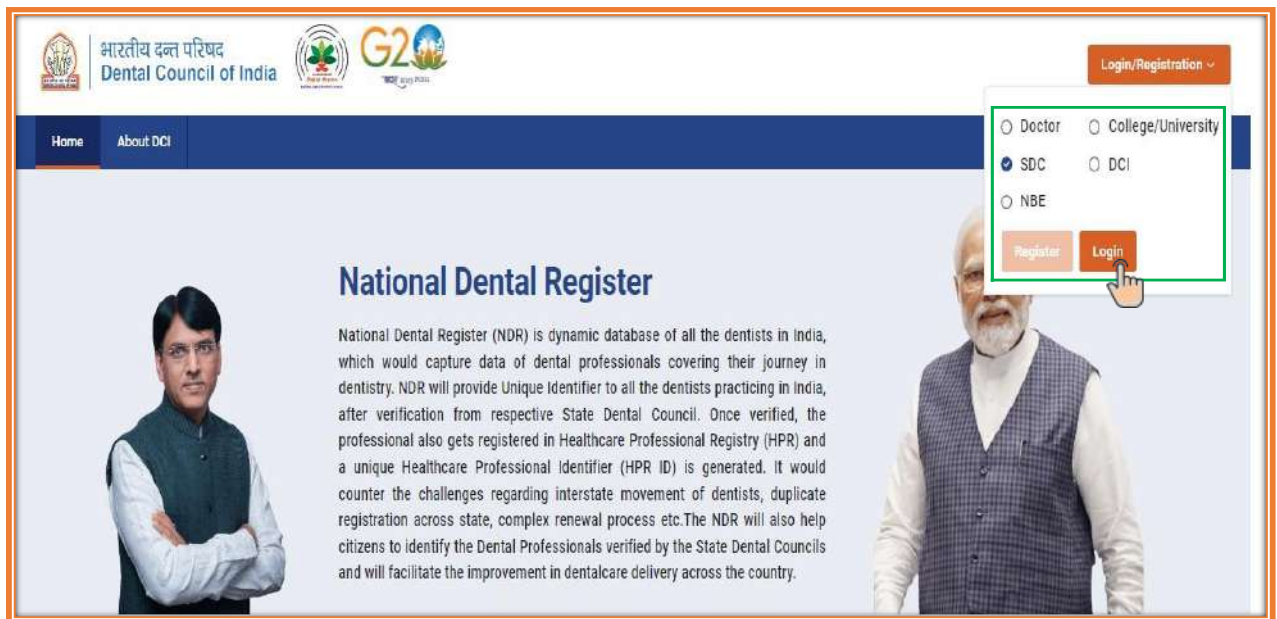 भारतीय दन्त परिषद
Dental Council of India
G20
Login/Registration
Doctor
College/University
SDC
DCI
NBE
Register
Login
Home
About DCI
National Dental Register
National Dental Register (NDR) is dynamic database of all the dentists in India,
which would capture data of dental professionals covering their journey in
dentistry. NDR will provide Unique Identifier to all the dentists practicing in India,
after verification from respective State Dental Council. Once verified, the
professional also gets registered in Healthcare Professional Registry (HPR) and
a unique Healthcare Professional Identifier (HPR ID) is generated. It would
counter the challenges regarding interstate movement of dentists, duplicate
registration across state, complex renewal process etc.The NDR will also help
citizens to identify the Dental Professionals verified by the State Dental Councils
and will facilitate the improvement in dentalcare delivery across the country.